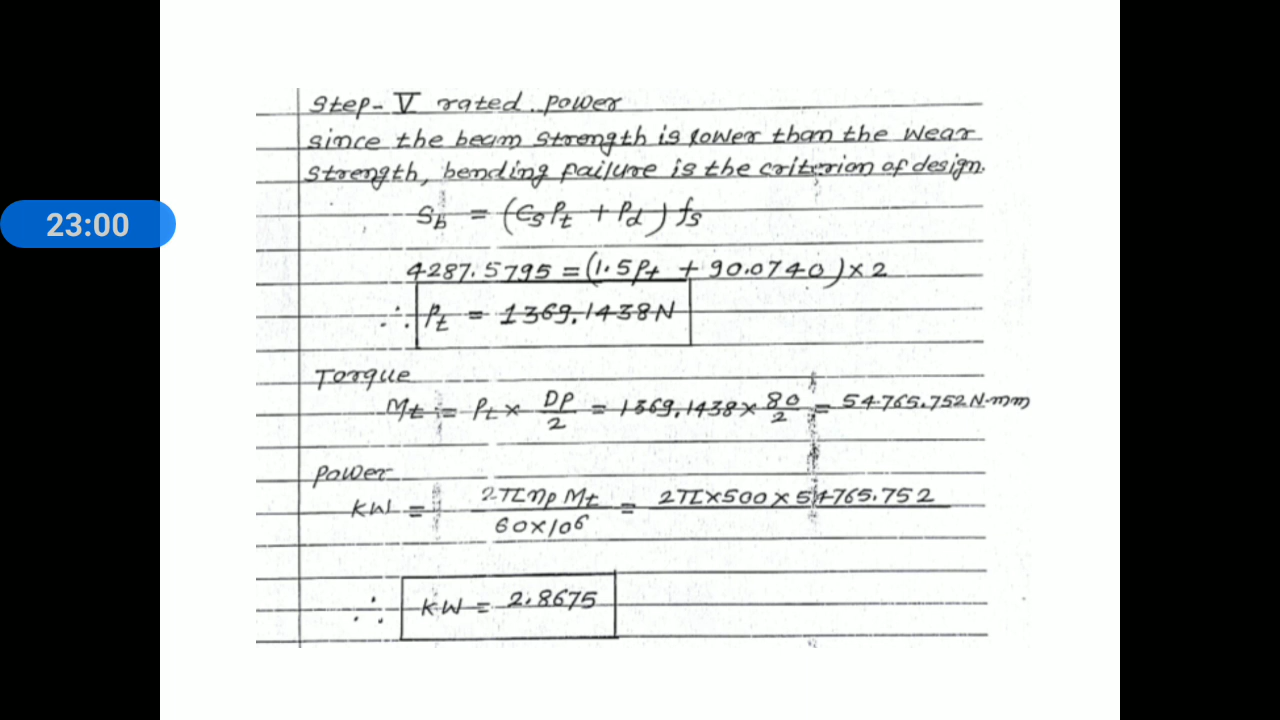 Step-V rated power
since the beam strength is lower than the wear
strength, bending failure is the criterion of design.
Sb = (Cs Pt + Pd) fs
23:00
4287.5795 = (1.5Pt + 90.0740) × 2
∴ Pt = 1369.1438N
Torque
Mt = Pt × DP/2 = 1369.1438 × 80/2 = 54765.752 N-mm
Power
KW = 2πnp Mt / 60×10⁶ = 2π×500×54765.752
∴ KW = 2.8675